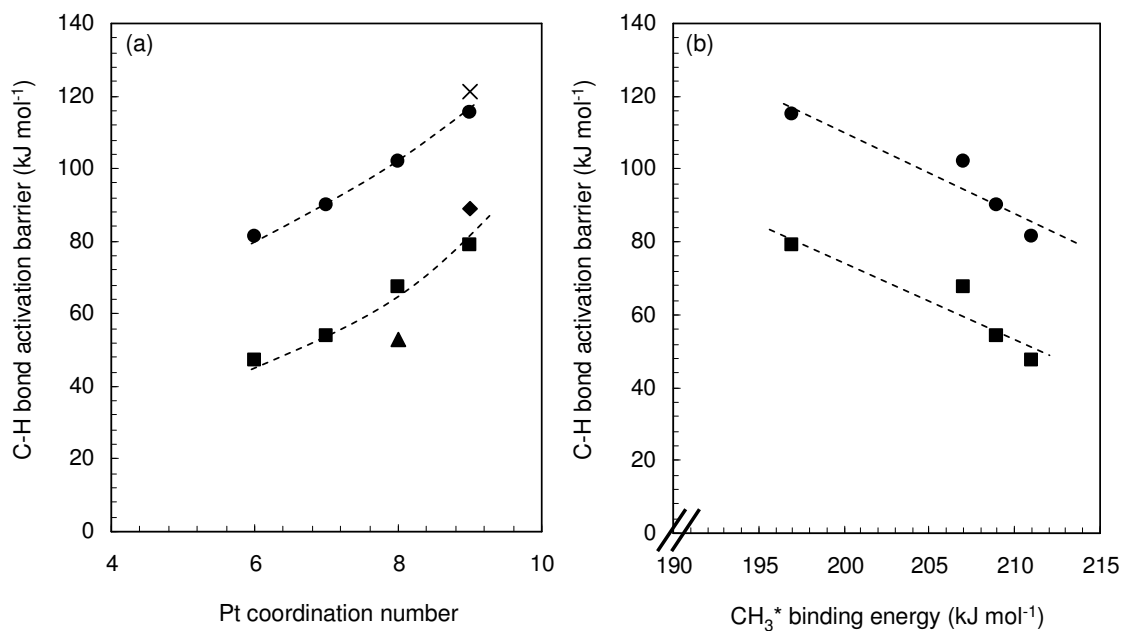 (a)
C-H bond activation barrier (kJ mol⁻¹)
140
120
100
80
60
40
20
0
4 6 8 10
Pt coordination number
(b)
C-H bond activation barrier (kJ mol⁻¹)
140
120
100
80
60
40
20
0
190 195 200 205 210 215
CH₃* binding energy (kJ mol⁻¹)